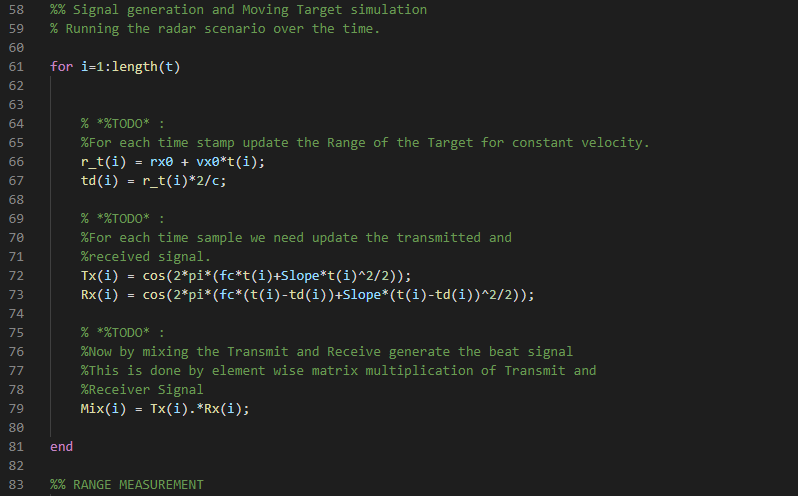 58 %% Signal generation and Moving Target simulation
59 % Running the radar scenario over the time.
60
61 for i=1:length(t)
62
63
64 % *%TODO* :
65 %For each time stamp update the Range of the Target for constant velocity.
66 r_t(i) = rx0 + vx0*t(i);
67 td(i) = r_t(i)*2/c;
68
69 % *%TODO* :
70 %For each time sample we need update the transmitted and
71 %received signal.
72 Tx(i) = cos(2*pi*(fc*t(i)+Slope*t(i)^2/2));
73 Rx(i) = cos(2*pi*(fc*(t(i)-td(i))+Slope*(t(i)-td(i))^2/2));
74
75 % *%TODO* :
76 %Now by mixing the Transmit and Receive generate the beat signal
77 %This is done by element wise matrix multiplication of Transmit and
78 %Receiver Signal
79 Mix(i) = Tx(i).*Rx(i);
80
81 end
82
83 %% RANGE MEASUREMENT